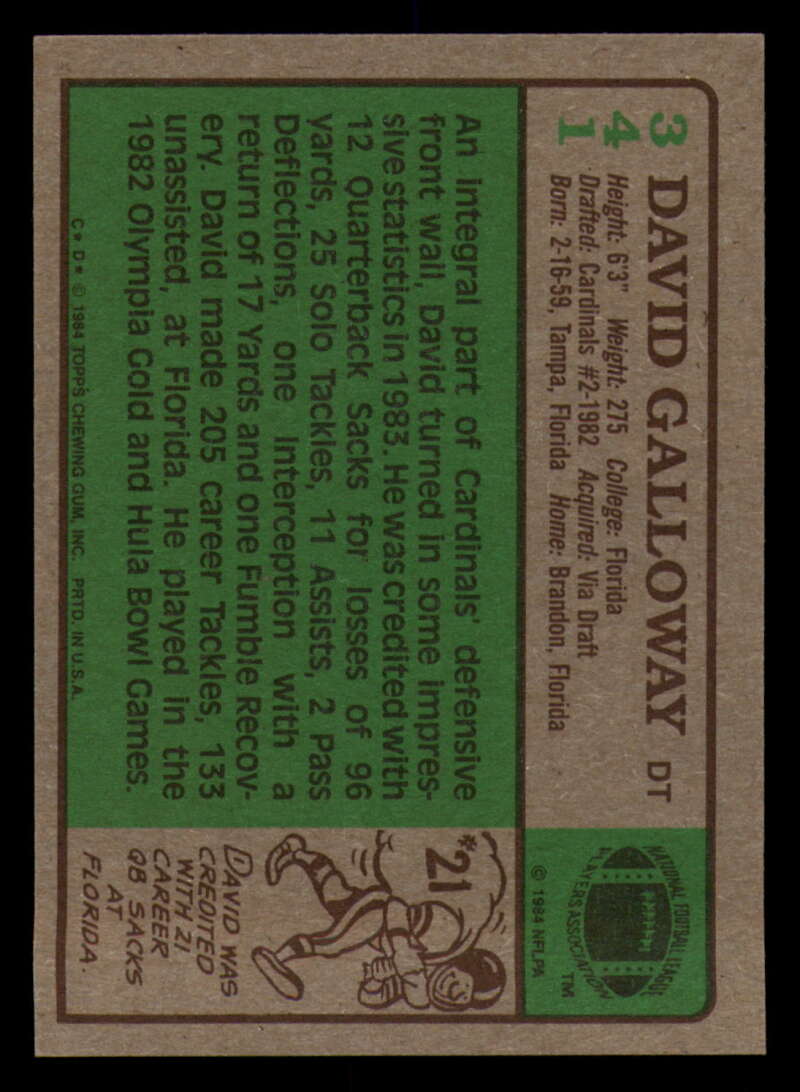 3
4
1
DAVID GALLOWAY DT
Height: 6'3" Weight: 275 College: Florida
Drafted: Cardinals #2-1982 Acquired: Via Draft
Born: 2-16-59, Tampa, Florida Home: Brandon, Florida
NATIONAL FOOTBALL LEAGUE
PLAYERS ASSOCIATION
TM
© 1984 NFLPA
An integral part of Cardinals' defensive
front wall, David turned in some impres-
sive statistics in 1983. He was credited with
12 Quarterback Sacks for losses of 96
yards, 25 Solo Tackles, 11 Assists, 2 Pass
Deflections, one Interception with a
return of 17 Yards and one Fumble Recov-
ery. David made 205 career Tackles, 133
unassisted, at Florida. He played in the
1982 Olympia Gold and Hula Bowl Games.
C* D* © 1984 TOPPS CHEWING GUM, INC. PRTD. IN U.S.A.
*21
DAVID WAS
CREDITED
WITH 21
CAREER
QB SACKS
AT
FLORIDA.